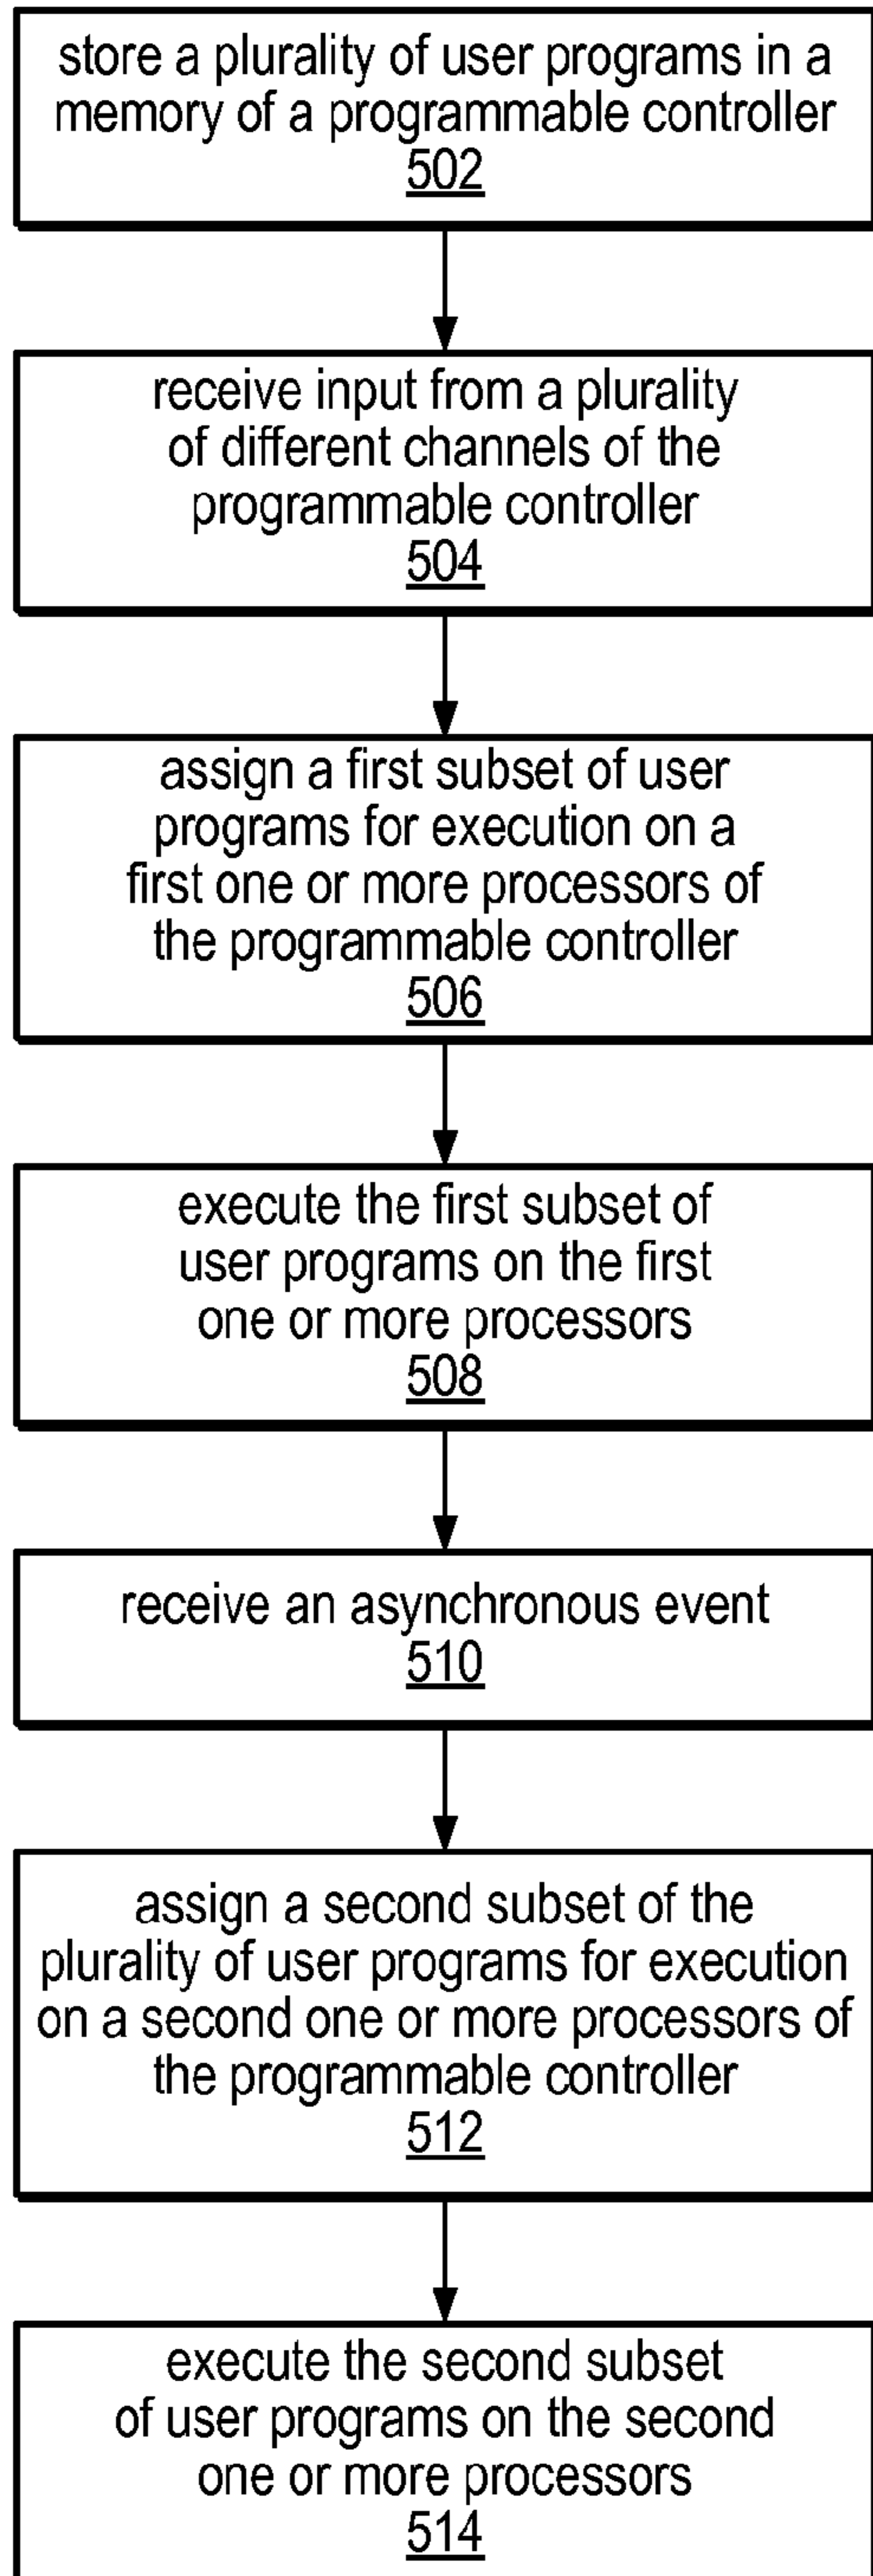 store a plurality of user programs in a
memory of a programmable controller
502
receive input from a plurality
of different channels of the
programmable controller
504
assign a first subset of user
programs for execution on a
first one or more processors of
the programmable controller
506
execute the first subset of
user programs on the first
one or more processors
508
receive an asynchronous event
510
assign a second subset of the
plurality of user programs for execution
on a second one or more processors of
the programmable controller
512
execute the second subset
of user programs on the second
one or more processors
514